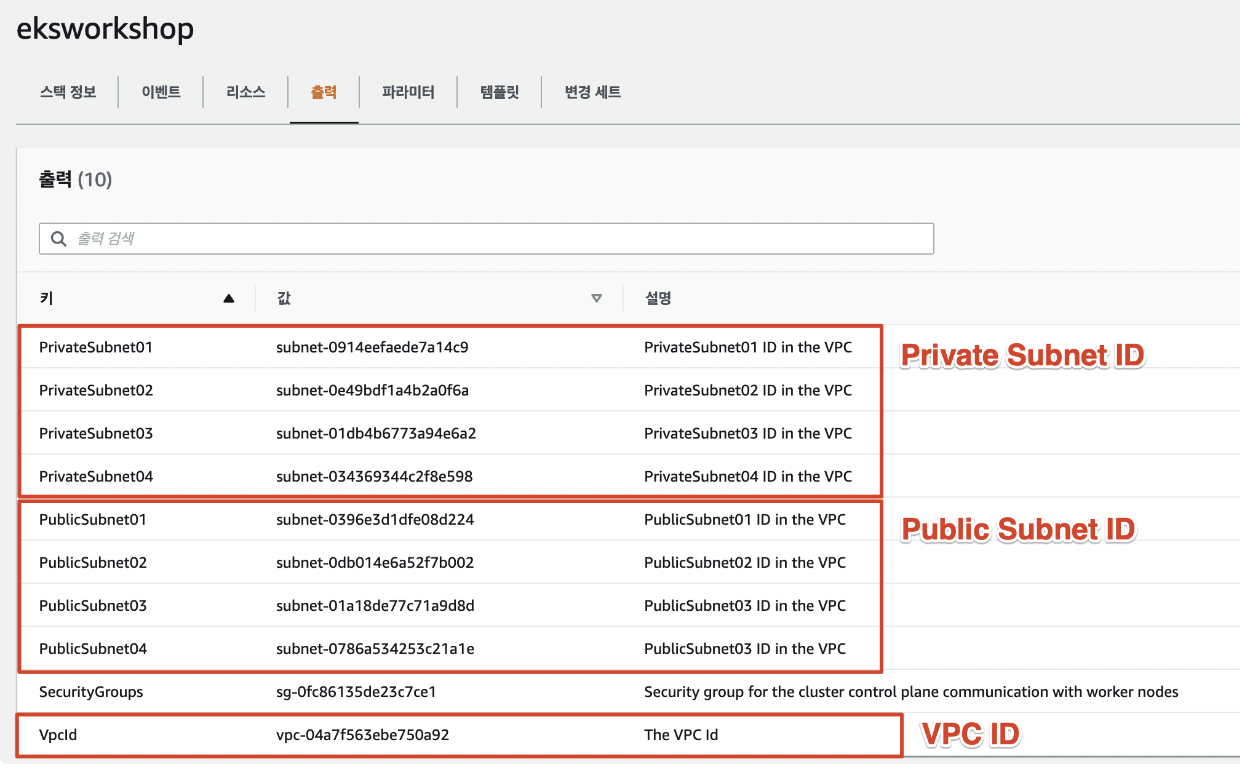 eksworkshop
스택 정보 이벤트 리소스 출력 파라미터 템플릿 변경 세트
출력 (10)
출력 검색
키 값 설명
PrivateSubnet01 subnet-0914eefaede7a14c9 PrivateSubnet01 ID in the VPC
Private Subnet ID
PrivateSubnet02 subnet-0e49bdf1a4b2a0f6a PrivateSubnet02 ID in the VPC
PrivateSubnet03 subnet-01db4b6773a94e6a2 PrivateSubnet03 ID in the VPC
PrivateSubnet04 subnet-034369344c2f8e598 PrivateSubnet04 ID in the VPC
PublicSubnet01 subnet-0396e3d1dfe08d224 PublicSubnet01 ID in the VPC
Public Subnet ID
PublicSubnet02 subnet-0db014e6a52f7b002 PublicSubnet02 ID in the VPC
PublicSubnet03 subnet-01a18de77c71a9d8d PublicSubnet03 ID in the VPC
PublicSubnet04 subnet-0786a534253c21a1e PublicSubnet03 ID in the VPC
SecurityGroups sg-0fc86135de23c7ce1 Security group for the cluster control plane communication with worker nodes
VpcId vpc-04a7f563ebe750a92 The VPC Id
VPC ID